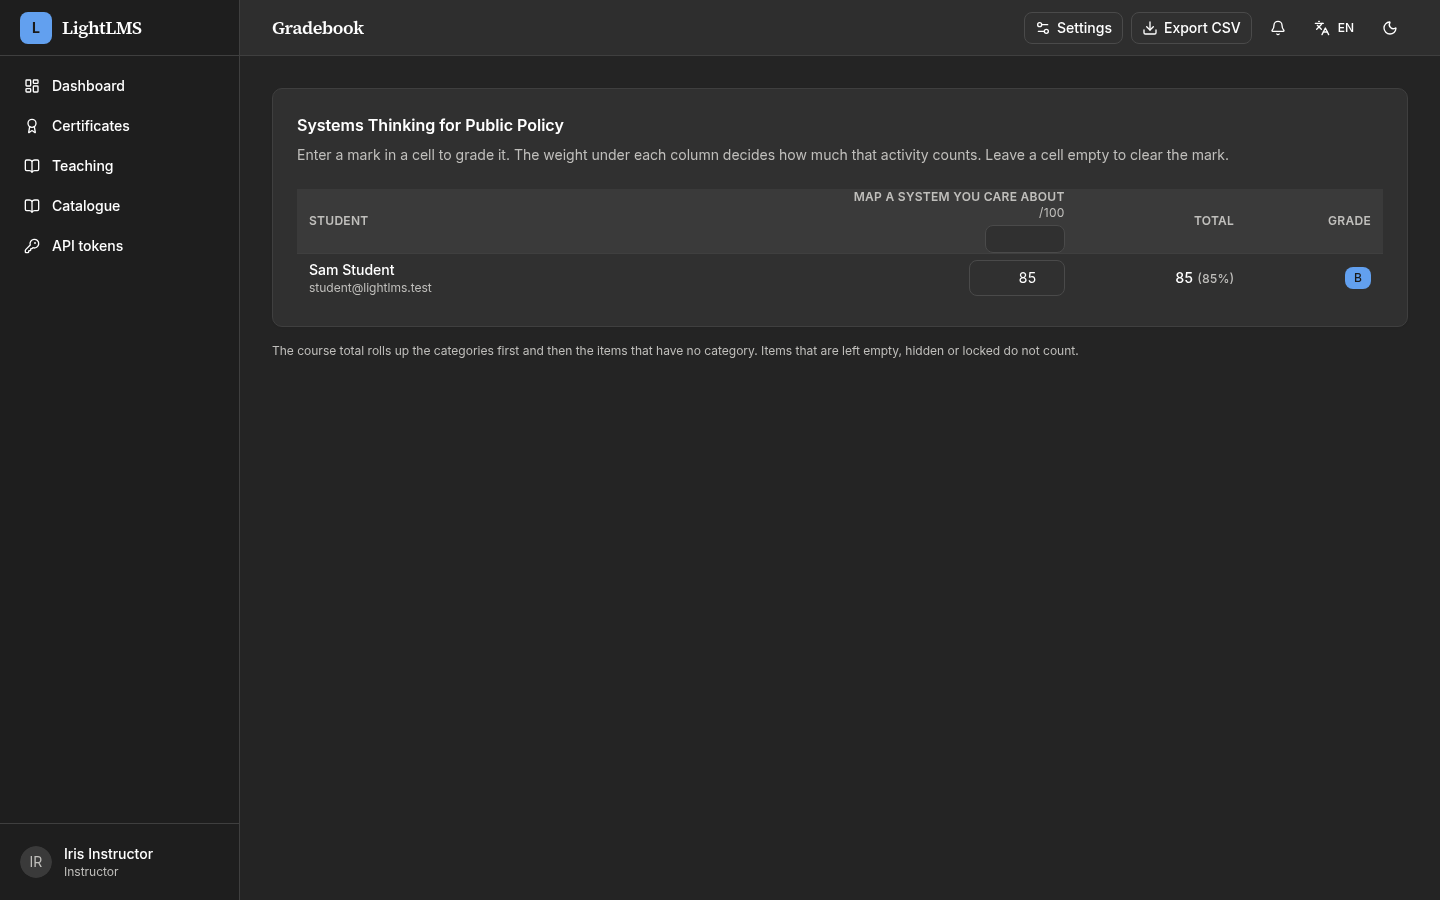 L LightLMS
Gradebook
Settings
Export CSV
EN
Dashboard
Certificates
Teaching
Catalogue
API tokens
Systems Thinking for Public Policy
Enter a mark in a cell to grade it. The weight under each column decides how much that activity counts. Leave a cell empty to clear the mark.
STUDENT
MAP A SYSTEM YOU CARE ABOUT
/100
TOTAL
GRADE
Sam Student
student@lightlms.test
85
85 (85%)
B
The course total rolls up the categories first and then the items that have no category. Items that are left empty, hidden or locked do not count.
IR
Iris Instructor
Instructor